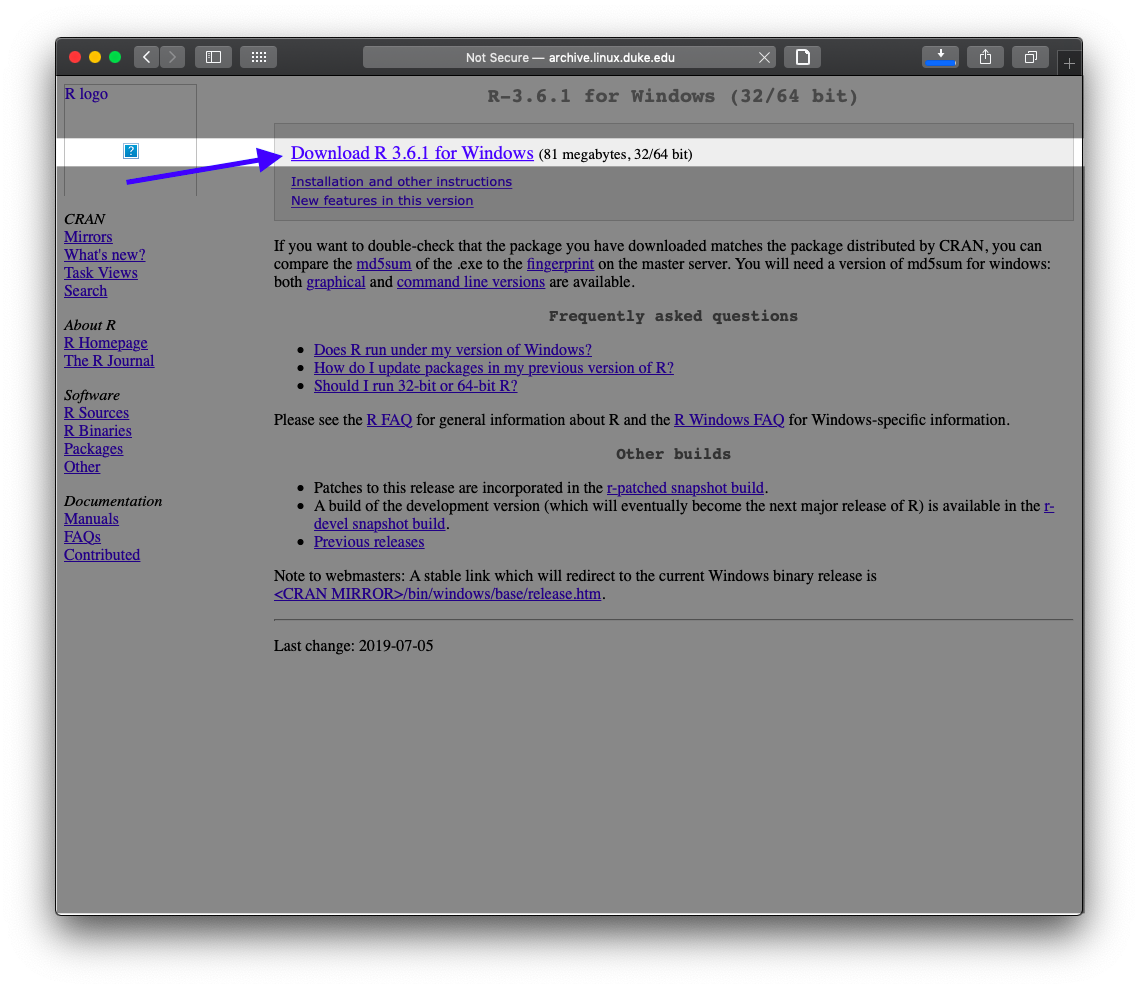 Not Secure — archive.linux.duke.edu
R logo
R-3.6.1 for Windows (32/64 bit)
Download R 3.6.1 for Windows (81 megabytes, 32/64 bit)
Installation and other instructions
New features in this version
CRAN
Mirrors
What's new?
Task Views
Search
About R
R Homepage
The R Journal
Software
R Sources
R Binaries
Packages
Other
Documentation
Manuals
FAQs
Contributed
If you want to double-check that the package you have downloaded matches the package distributed by CRAN, you can
compare the md5sum of the .exe to the fingerprint on the master server. You will need a version of md5sum for windows:
both graphical and command line versions are available.
Frequently asked questions
Does R run under my version of Windows?
How do I update packages in my previous version of R?
Should I run 32-bit or 64-bit R?
Please see the R FAQ for general information about R and the R Windows FAQ for Windows-specific information.
Other builds
Patches to this release are incorporated in the r-patched snapshot build.
A build of the development version (which will eventually become the next major release of R) is available in the r-
devel snapshot build.
Previous releases
Note to webmasters: A stable link which will redirect to the current Windows binary release is
<CRAN MIRROR>/bin/windows/base/release.htm.
Last change: 2019-07-05